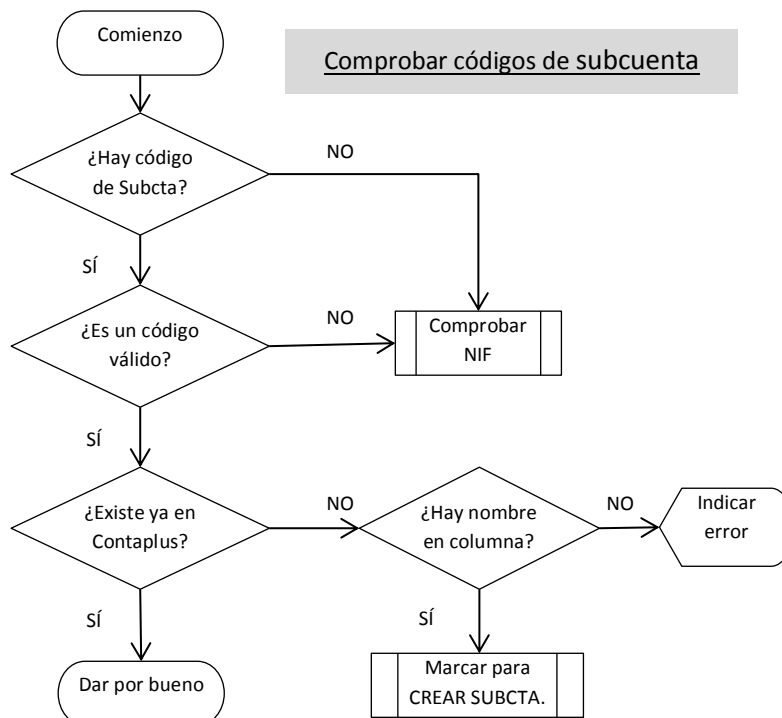 Comienzo
Comprobar códigos de subcuenta
¿Hay código
de Subcta?
NO
SÍ
¿Es un código
válido?
NO
Comprobar
NIF
SÍ
¿Existe ya en
Contaplus?
NO
¿Hay nombre
en columna?
NO
Indicar
error
SÍ
SÍ
Dar por bueno
Marcar para
CREAR SUBCTA.